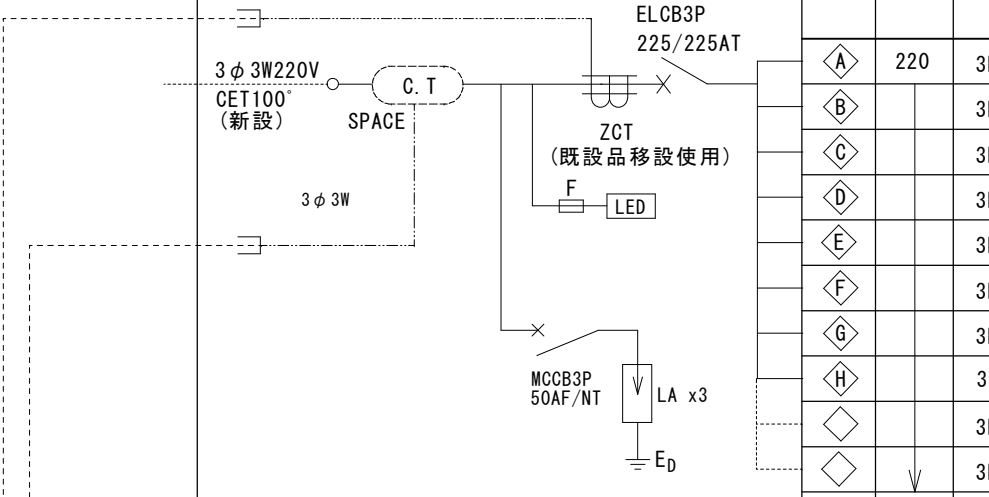 ELCB3P
225/225AT
3φ3W220V
CET100°
(新設)
C.T
SPACE
ZCT
(既設品移設使用)
F
LED
3φ3W
MCCB3P
50AF/NT
LA x3
ED
A 220
B
C
D
E
F
G
H 3